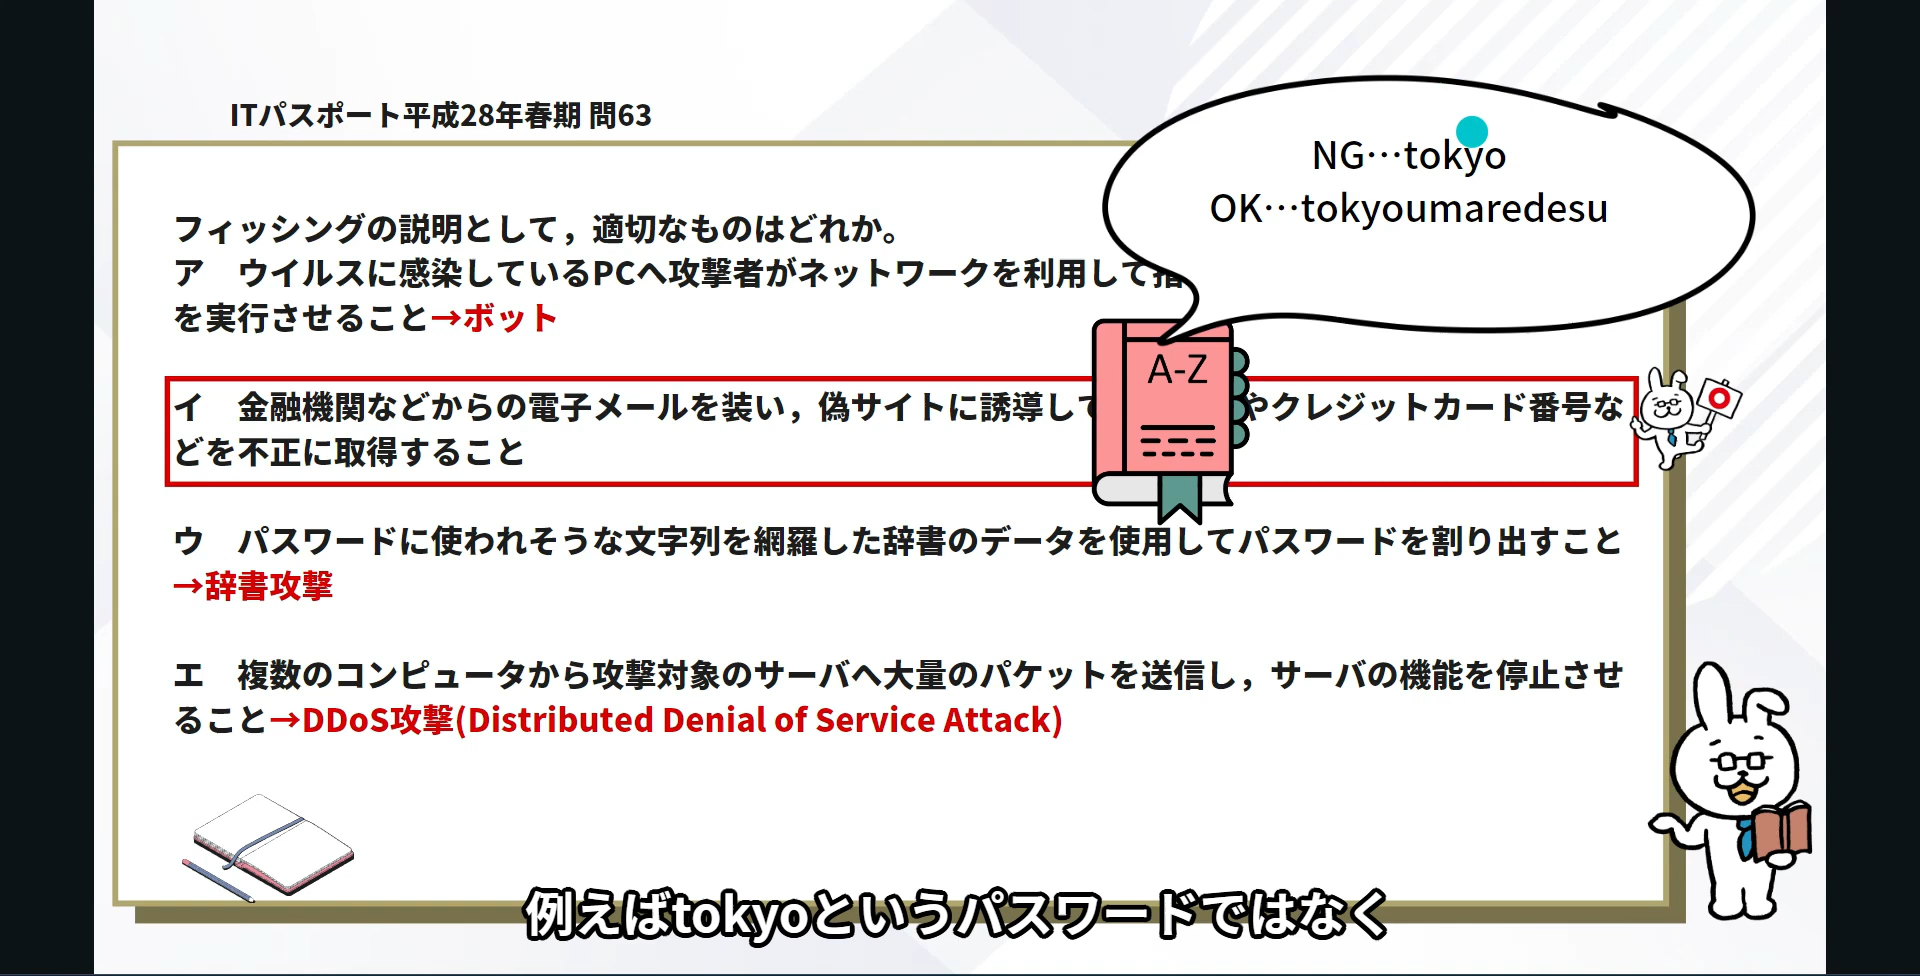 ITパスポート平成28年春期 問63
NG…tokyo
OK…tokyoumaredesu
フィッシングの説明として，適切なものはどれか。
ア　ウイルスに感染しているPCへ攻撃者がネットワークを利用して
を実行させること→ボット
A-Z
イ　金融機関などからの電子メールを装い，偽サイトに誘導して やクレジットカード番号な
どを不正に取得すること
ウ　パスワードに使われそうな文字列を網羅した辞書のデータを使用してパスワードを割り出すこと
→辞書攻撃
エ　複数のコンピュータから攻撃対象のサーバへ大量のパケットを送信し，サーバの機能を停止させ
ること→DDoS攻撃(Distributed Denial of Service Attack)
例えばtokyoというパスワードではなく